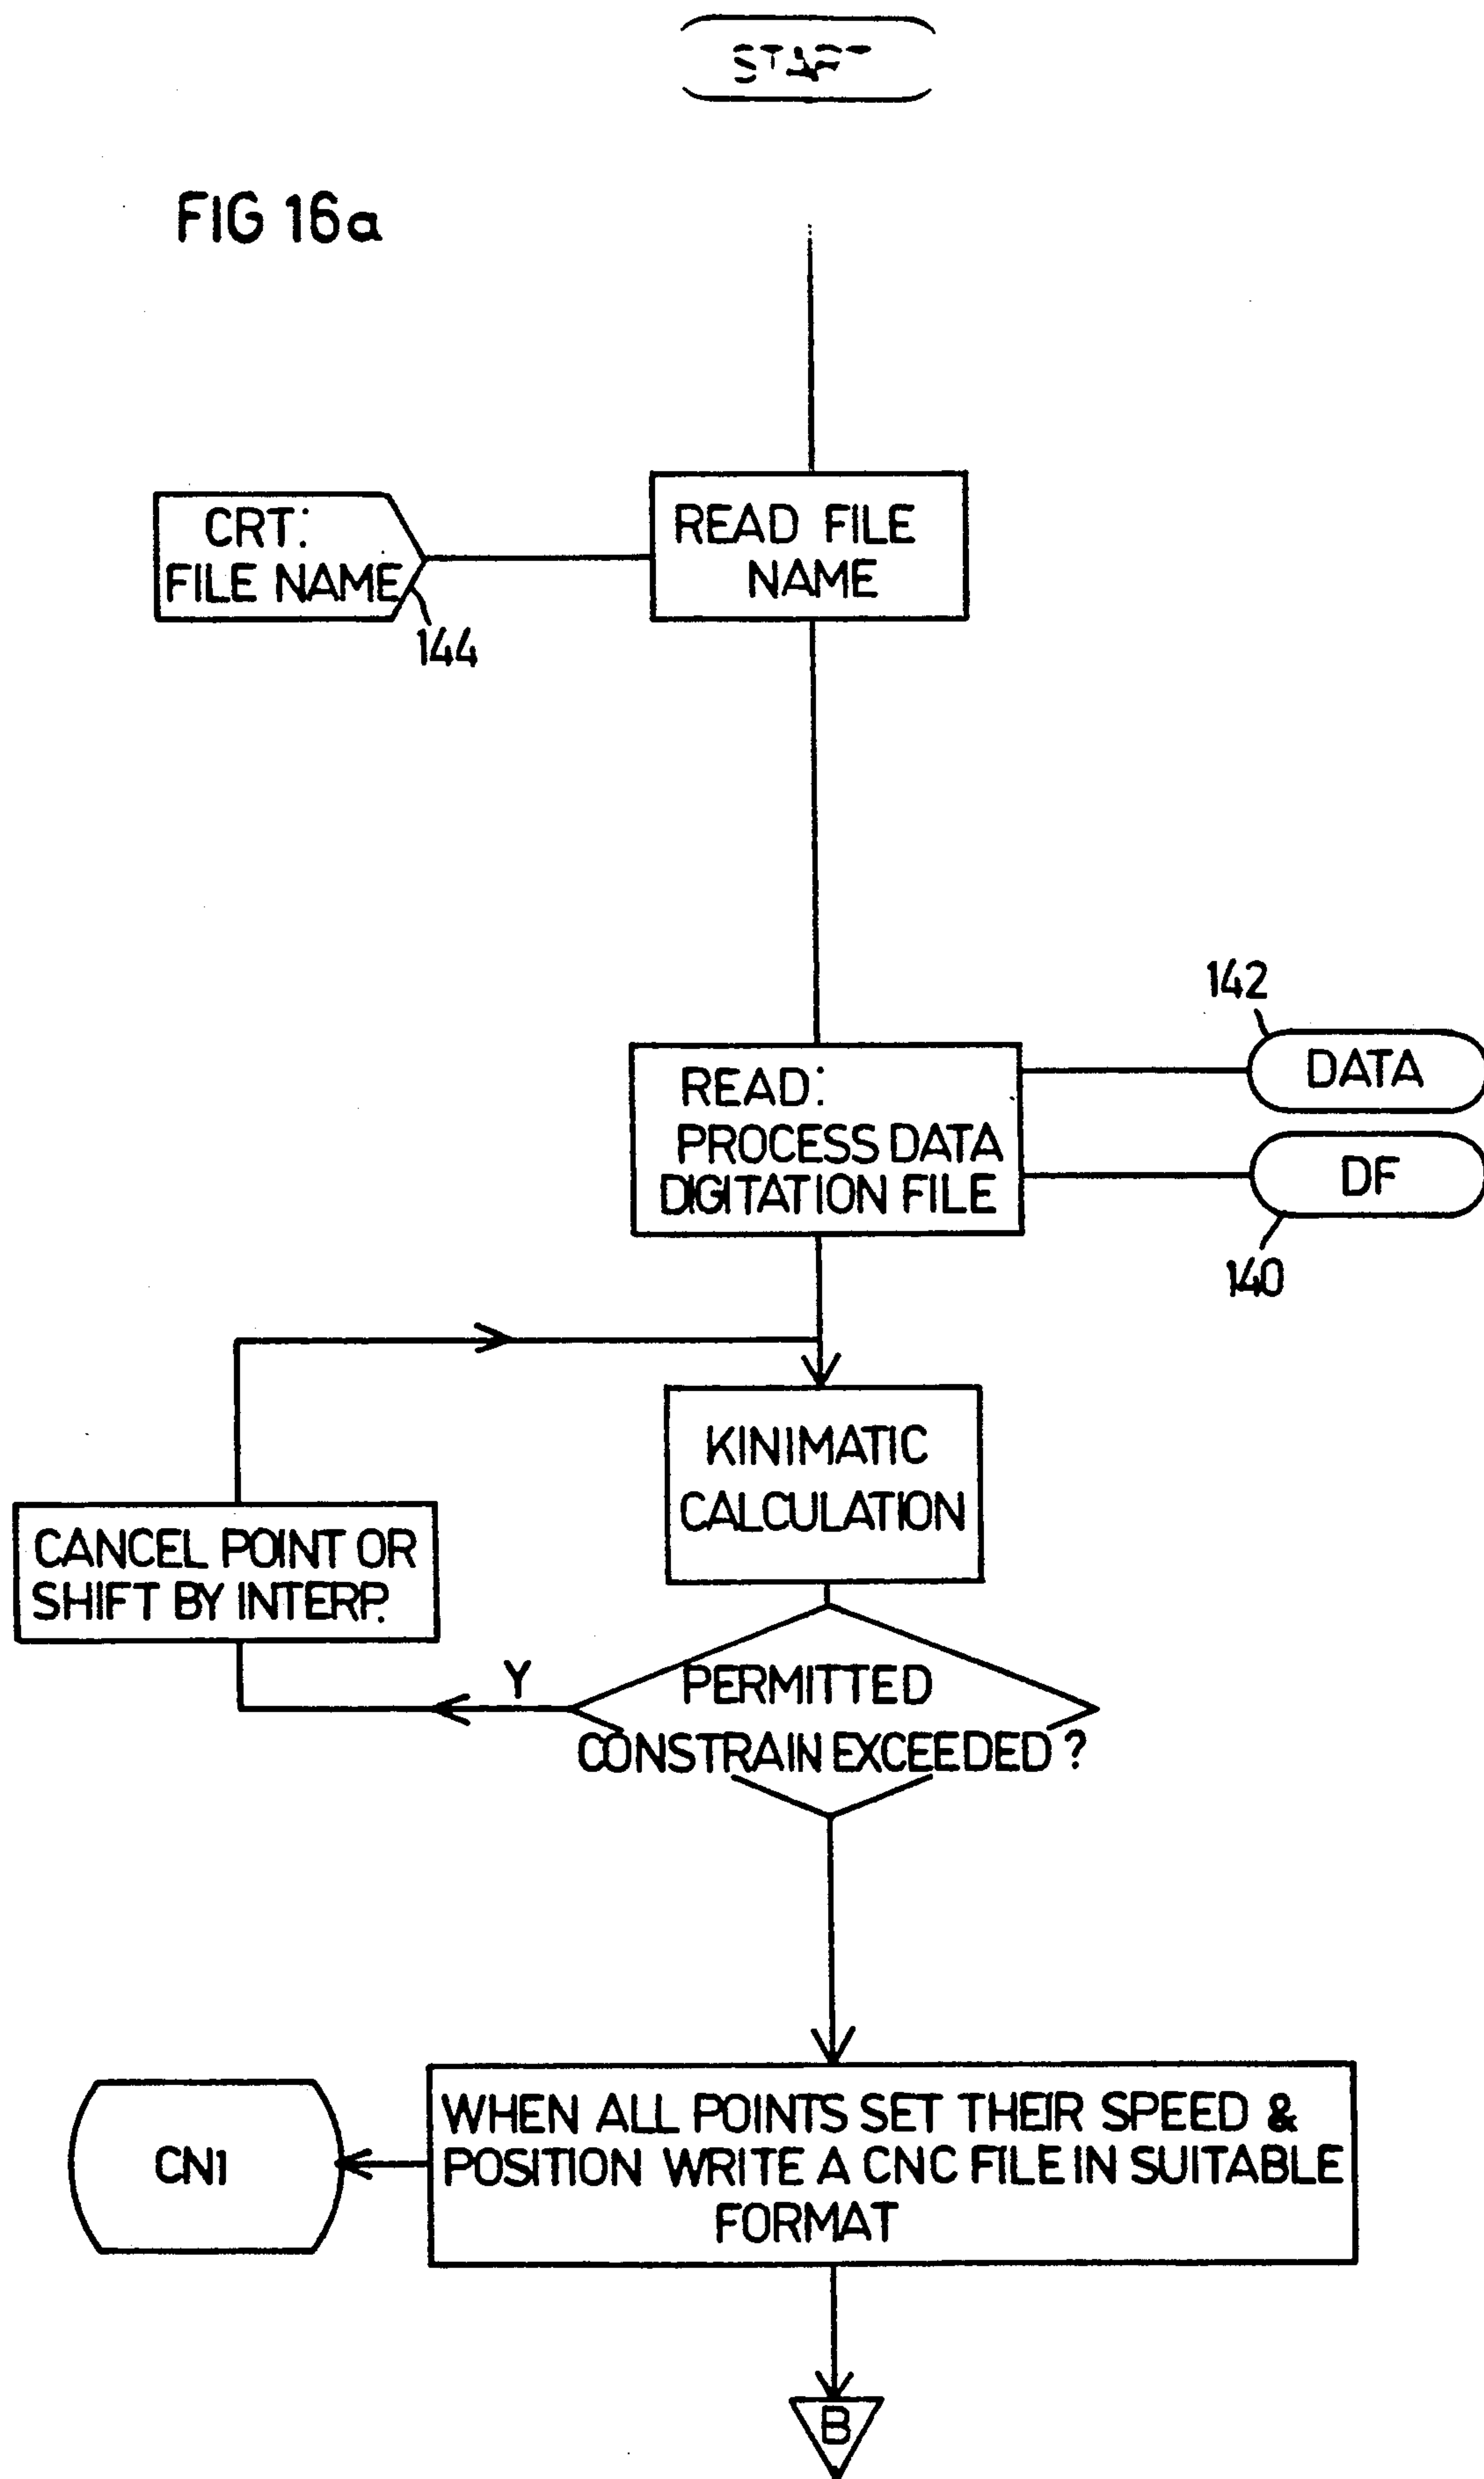 START
FIG 16a
CRT:
FILE NAME
144
READ FILE
NAME
142
DATA
READ:
PROCESS DATA
DIGITATION FILE
DF
140
KINIMATIC
CALCULATION
CANCEL POINT OR
SHIFT BY INTERP.
Y
PERMITTED
CONSTRAIN EXCEEDED ?
WHEN ALL POINTS SET THEIR SPEED &
POSITION WRITE A CNC FILE IN SUITABLE
FORMAT
CN1
B